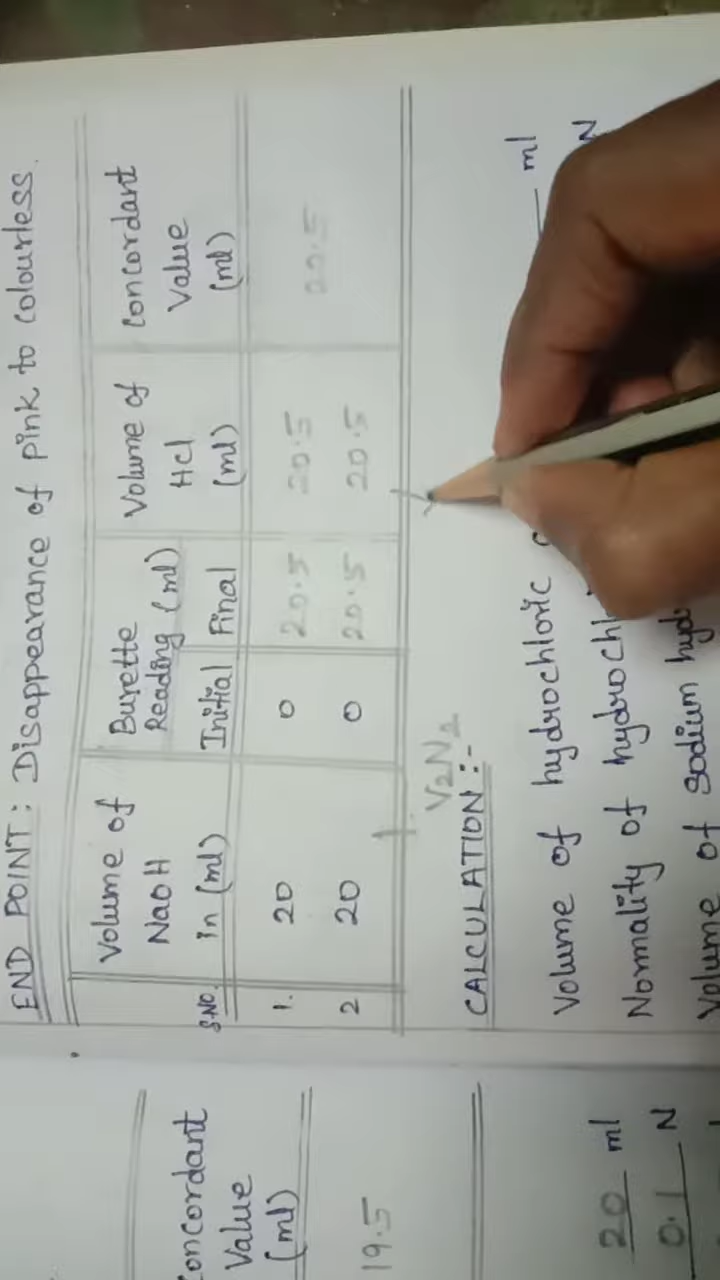 END POINT : Disappearance of pink to colourless.
S.NO. Volume of NaOH in (ml) Burette Reading (ml) Initial Final Volume of HCl (ml) Concordant Value (ml)
1. 20 0 20.5 20.5 20.5
2 20 0 20.5 20.5
V2N2
CALCULATION :-
Volume of hydrochloric ml
Normality of N
Volume of sodium
Concordant
Value
(ml)
19.5
20 ml
0.1 N